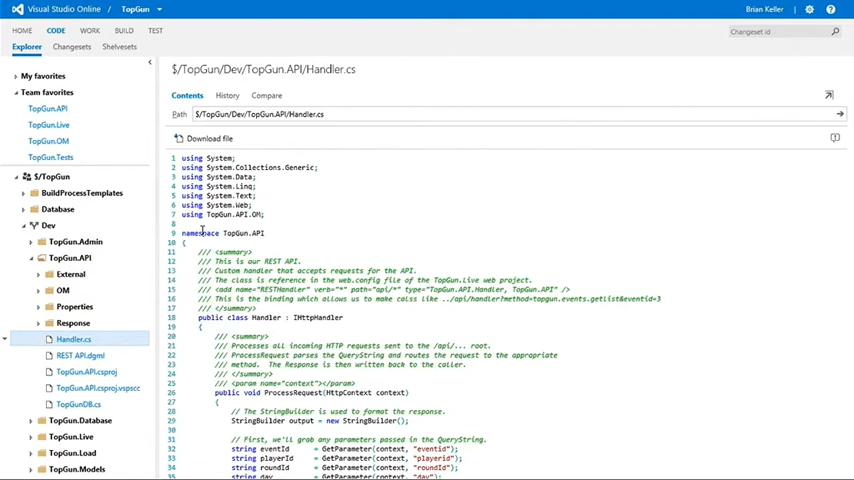 Visual Studio Online / TopGun
Brian Keller
HOME CODE WORK BUILD TEST
Changeset id
Explorer Changesets Shelvesets
My favorites
Team favorites
TopGun.API
TopGun.Live
TopGun.OM
TopGun.Tests
$/TopGun
BuildProcessTemplates
Database
Dev
TopGun.Admin
TopGun.API
External
OM
Properties
Response
Handler.cs
REST API.dgml
TopGun.API.csproj
TopGun.API.csproj.vspscc
TopGunDB.cs
TopGun.Database
TopGun.Live
TopGun.Load
TopGun.Models
$/TopGun/Dev/TopGun.API/Handler.cs
Contents History Compare
Path $/TopGun/Dev/TopGun.API/Handler.cs
Download file
1 using System;
2 using System.Collections.Generic;
3 using System.Data;
4 using System.Linq;
5 using System.Text;
6 using System.Web;
7 using TopGun.API.OM;
8
9 namespace TopGun.API
10 {
11 /// <summary>
12 /// This is our REST API.
13 /// Custom handler that accepts requests for the API.
14 /// The class is reference in the web.config file of the TopGun.Live web project.
15 /// <add name="RESTHandler" verb="*" path="api/*" type="TopGun.API.Handler, TopGun.API" />
16 /// This is the binding which allows us to make calss like ../api/handler?method=topgun.events.getlist&eventid=3
17 /// </summary>
18 public class Handler : IHttpHandler
19 {
20 /// <summary>
21 /// Processes all incoming HTTP requests sent to the /api/... root.
22 /// ProcessRequest parses the QueryString and routes the request to the appropriate
23 /// method. The Response is then written back to the caller.
24 /// </summary>
25 /// <param name="context"></param>
26 public void ProcessRequest(HttpContext context)
27 {
28 // The StringBuilder is used to format the response.
29 StringBuilder output = new StringBuilder();
30
31 // First, we'll grab any parameters passed in the QueryString.
32 string eventId = GetParameter(context, "eventid");
33 string playerId = GetParameter(context, "playerid");
34 string roundId = GetParameter(context, "roundId");
35 string day = GetParameter(context, "day");